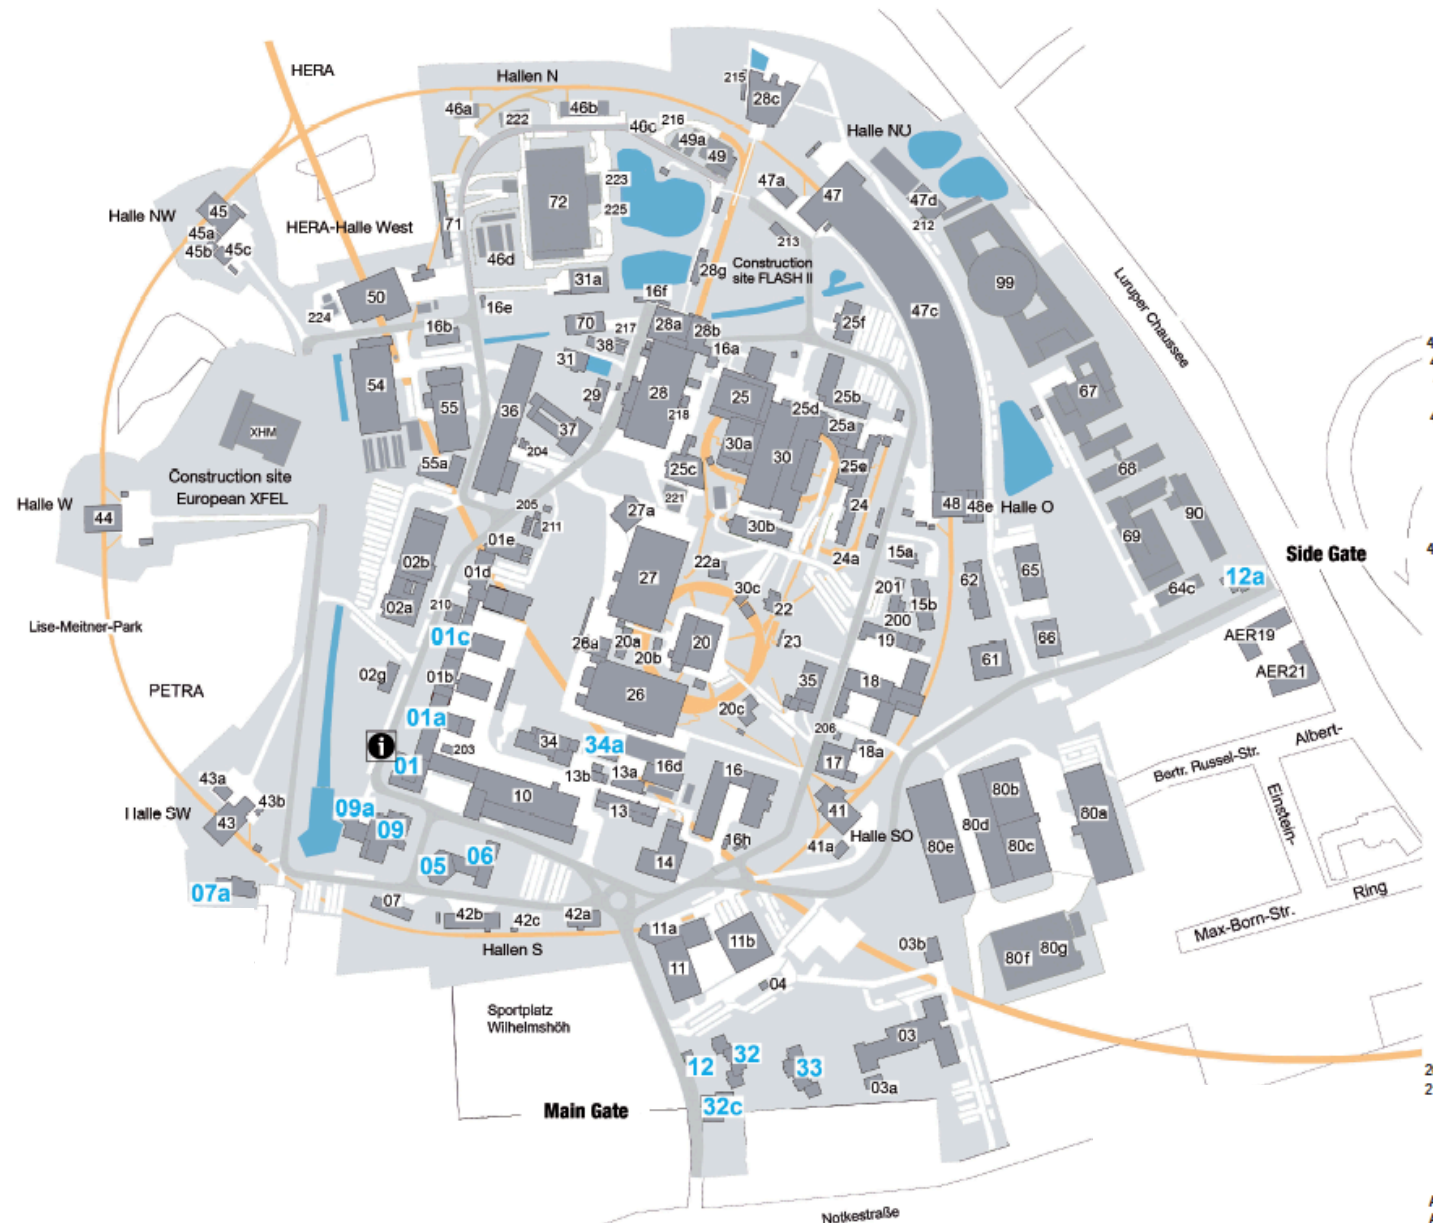 HERA
Hallen N
215
28c
46a
222
46b
46c
216
49a
49
Halle NO
47a
47
47d
212
223
72
225
45
Halle NW
45a
45b
45c
HERA-Halle West
71
46d
213
28g
Construction
site FLASH II
99
Luruper Chaussee
31a
50
16e
16f
224
16b
70
217
28a
28b
38
16a
25f
47c
31
54
55
36
29
28
25
25d
25b
67
218
XHM
37
204
30a
30
25a
25e
68
Construction site
European XFEL
55a
25c
221
24
Halle W
44
205
211
27a
30b
48
48e
Halle O
69
90
Side Gate
01e
02b
01d
22a
24a
15a
27
30c
62
65
64c
12a
02a
210
22
201
15b
200
Lise-Meitner-Park
01c
26a
20a
20b
20
23
19
66
AER19
61
AER21
02g
01b
PETRA
26
35
18
01a
20c
206
i
203
34
34a
18a
01
13b
13a
16d
16
17
Bertr. Russel-Str.
Albert-
43a
43b
Halle SW
43
10
13
41
80b
80a
Einstein-
09a
09
Halle SO
80d
16h
41a
80e
80c
05
06
14
07a
07
Ring
42b
42c
42a
Max-Born-Str.
Hallen S
11a
11b
03b
80f
80g
11
04
Sportplatz
Wilhelmshöh
03
12
32
33
03a
32c
Main Gate
Notkestraße